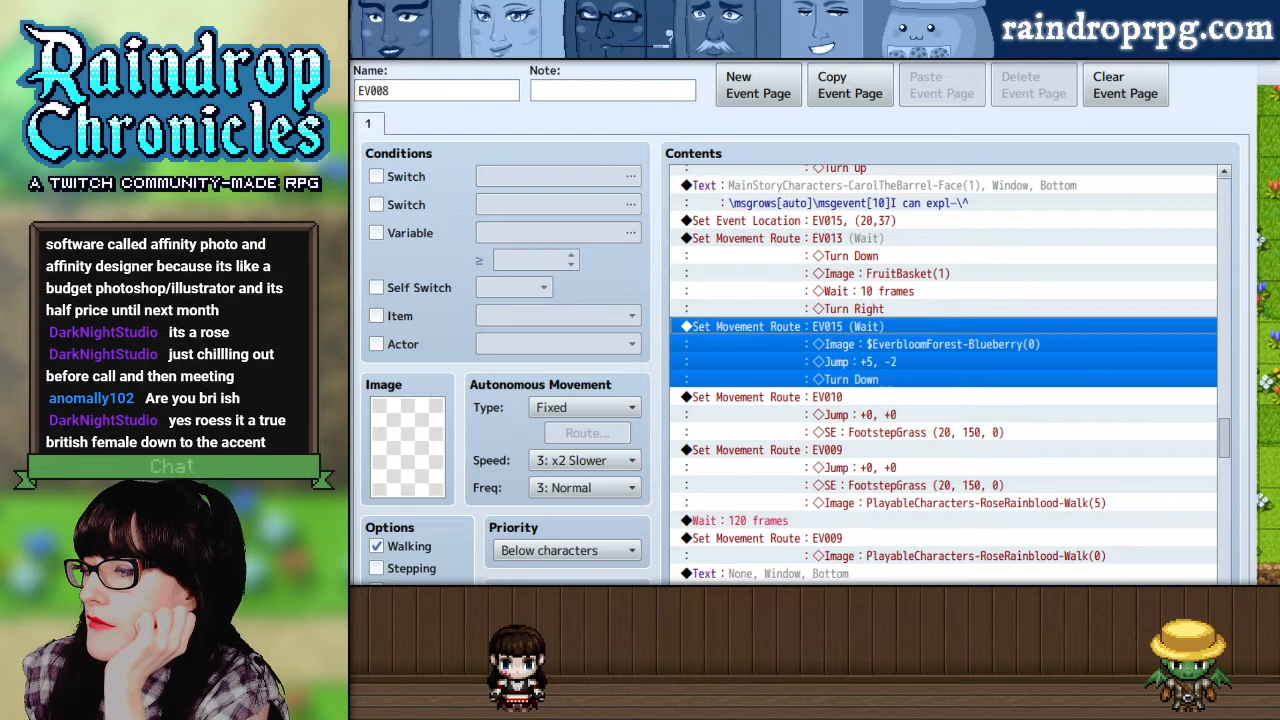 raindroprpg.com
Raindrop
Chronicles
A TWITCH COMMUNITY-MADE RPG
software called affinity photo and
affinity designer because its like a
budget photoshop/illustrator and its
half price until next month
DarkNightStudio its a rose
DarkNightStudio just chillling out
before call and then meeting
anomally102 Are you bri ish
DarkNightStudio yes roess it a true
british female down to the accent
Chat
Name:
Note:
EV008
New
Event Page
Copy
Event Page
Paste
Event Page
Delete
Event Page
Clear
Event Page
1
Conditions
Switch
...
Switch
...
Variable
...
≥
Self Switch
Item
Actor
Image
Autonomous Movement
Type: Fixed
Route...
Speed: 3: x2 Slower
Freq: 3: Normal
Options
Walking
Stepping
Priority
Below characters
Contents
: :◇Turn Up
◆Text：MainStoryCharacters-CarolTheBarrel-Face(1), Window, Bottom
: :\msgrows[auto]\msgevent[10]I can expl—\^
◆Set Event Location：EV015, (20,37)
◆Set Movement Route：EV013 (Wait)
: :◇Turn Down
: :◇Image：FruitBasket(1)
: :◇Wait：10 frames
: :◇Turn Right
◆Set Movement Route：EV015 (Wait)
: :◇Image：$EverbloomForest-Blueberry(0)
: :◇Jump：+5, -2
: :◇Turn Down
◆Set Movement Route：EV010
: :◇Jump：+0, +0
: :◇SE：FootstepGrass (20, 150, 0)
◆Set Movement Route：EV009
: :◇Jump：+0, +0
: :◇SE：FootstepGrass (20, 150, 0)
: :◇Image：PlayableCharacters-RoseRainblood-Walk(5)
◆Wait：120 frames
◆Set Movement Route：EV009
: :◇Image：PlayableCharacters-RoseRainblood-Walk(0)
◆Text：None, Window, Bottom